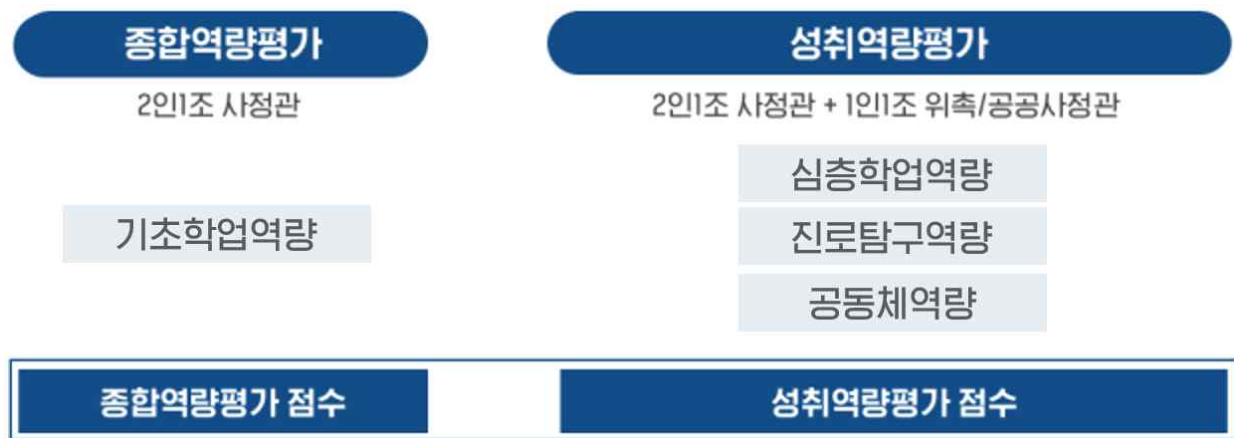 종합역량평가
2인1조 사정관
기초학업역량
성취역량평가
2인1조 사정관 + 1인1조 위촉/공공사정관
심층학업역량
진로탐구역량
공동체역량
종합역량평가 점수
성취역량평가 점수